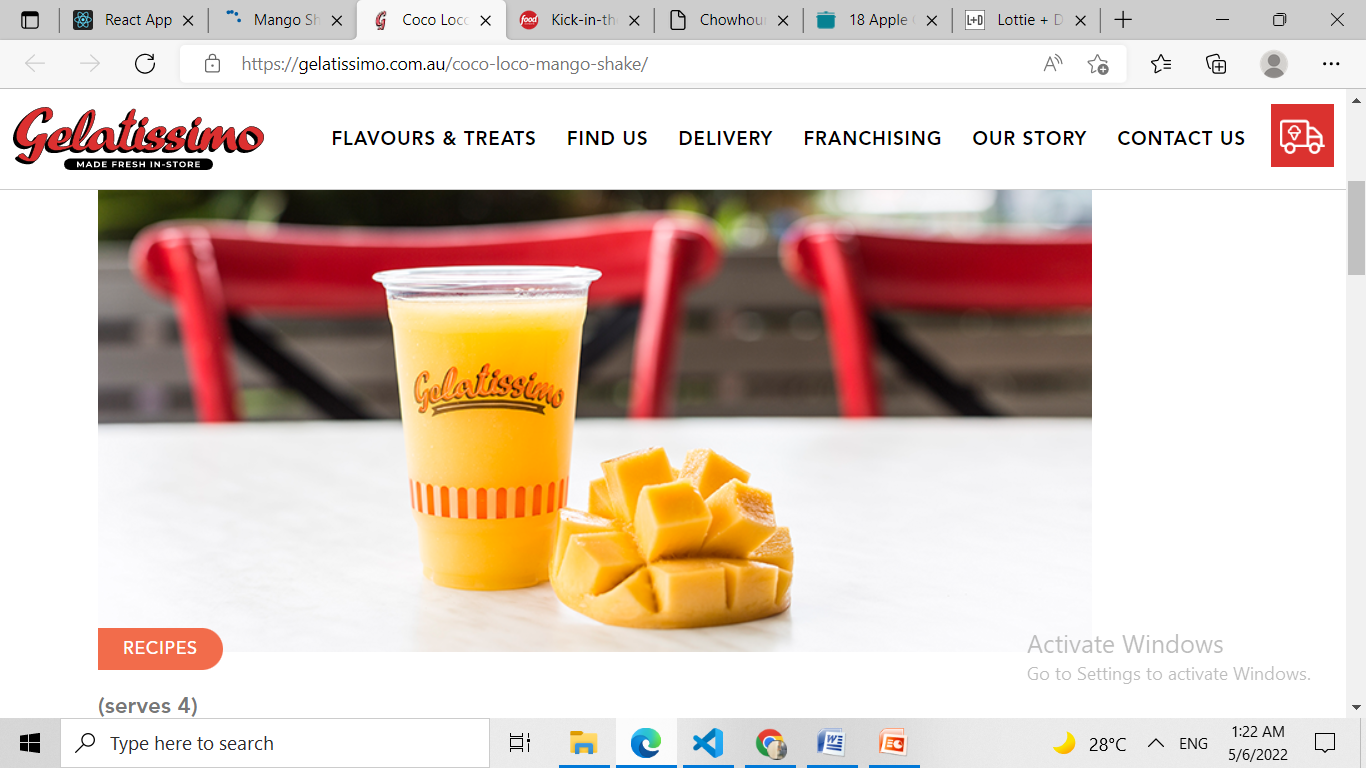 React App
Mango Sh
Coco Loco
Kick-in-the
Chowhour
18 Apple
Lottie + D
https://gelatissimo.com.au/coco-loco-mango-shake/
Gelatissimo
MADE FRESH IN-STORE
FLAVOURS & TREATS
FIND US
DELIVERY
FRANCHISING
OUR STORY
CONTACT US
Gelatissimo
RECIPES
(serves 4)
Activate Windows
Go to Settings to activate Windows.
Type here to search
28°C
ENG
1:22 AM
5/6/2022